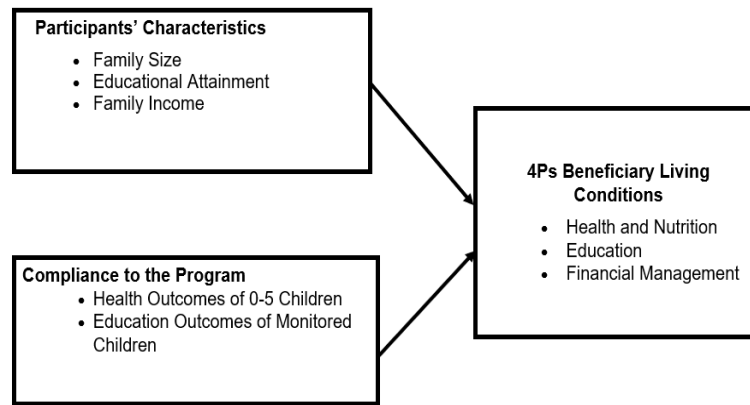 Participants' Characteristics
• Family Size
• Educational Attainment
• Family Income
4Ps Beneficiary Living
Conditions
• Health and Nutrition
• Education
• Financial Management
Compliance to the Program
• Health Outcomes of 0-5 Children
• Education Outcomes of Monitored
Children